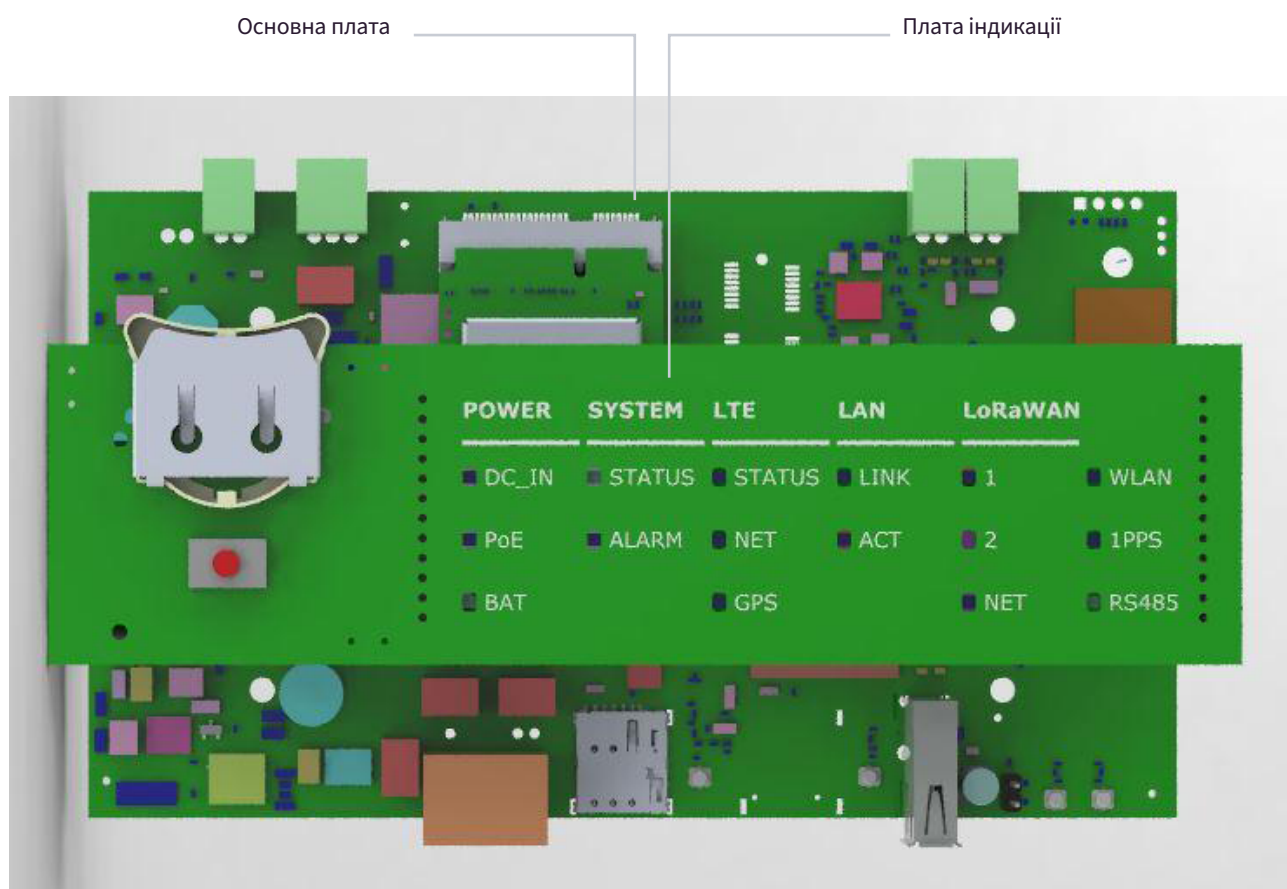 Основна плата Плата індикації
POWER SYSTEM LTE LAN LoRaWAN
DC_IN STATUS STATUS LINK 1 WLAN
PoE ALARM NET ACT 2 1PPS
BAT GPS NET RS485